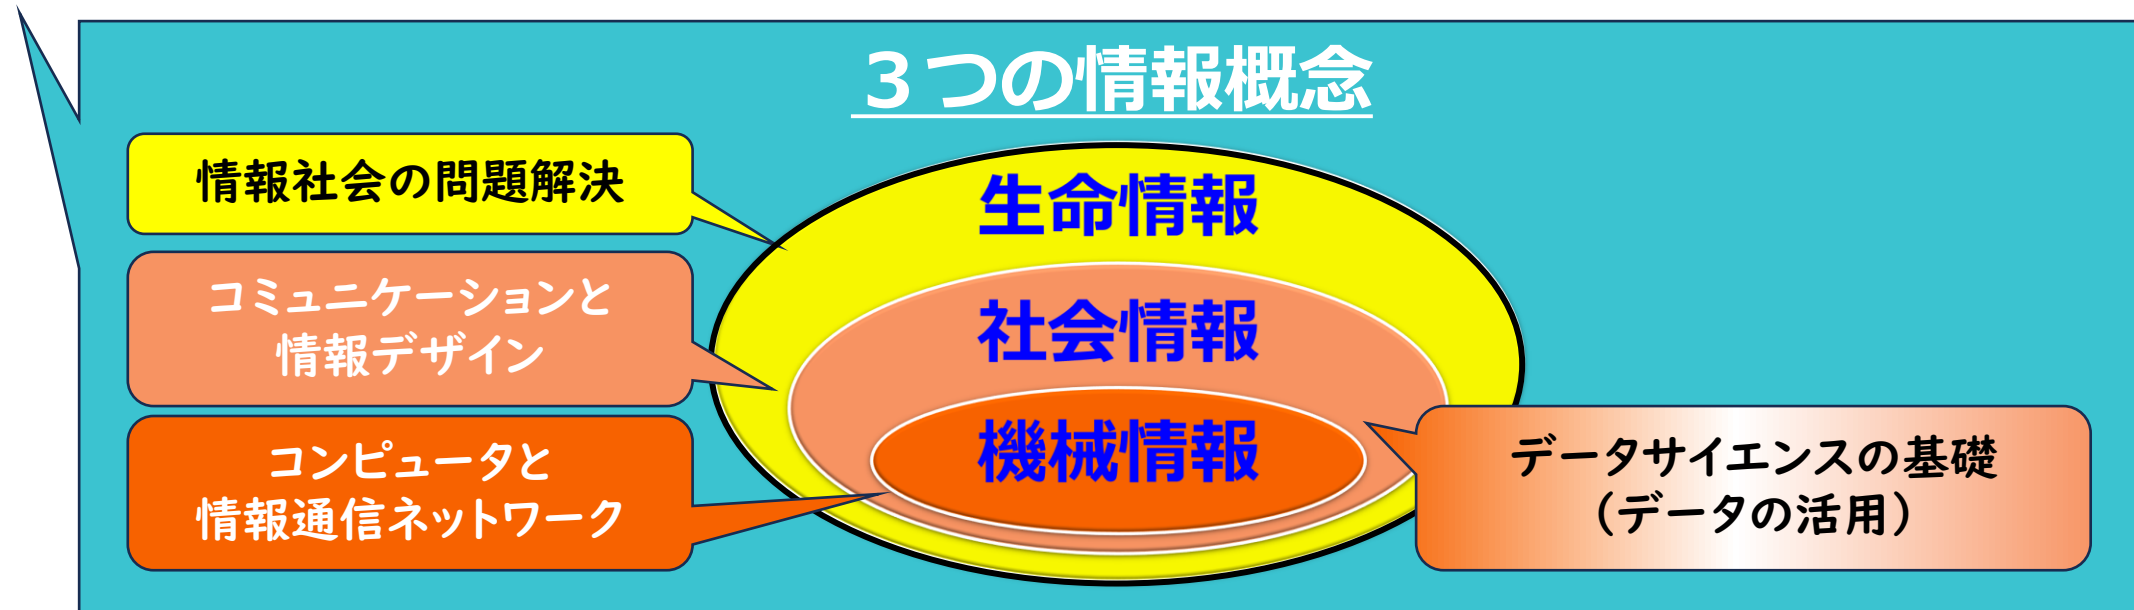 ３つの情報概念
情報社会の問題解決
コミュニケーションと
情報デザイン
コンピュータと
情報通信ネットワーク
生命情報
社会情報
機械情報
データサイエンスの基礎
（データの活用）